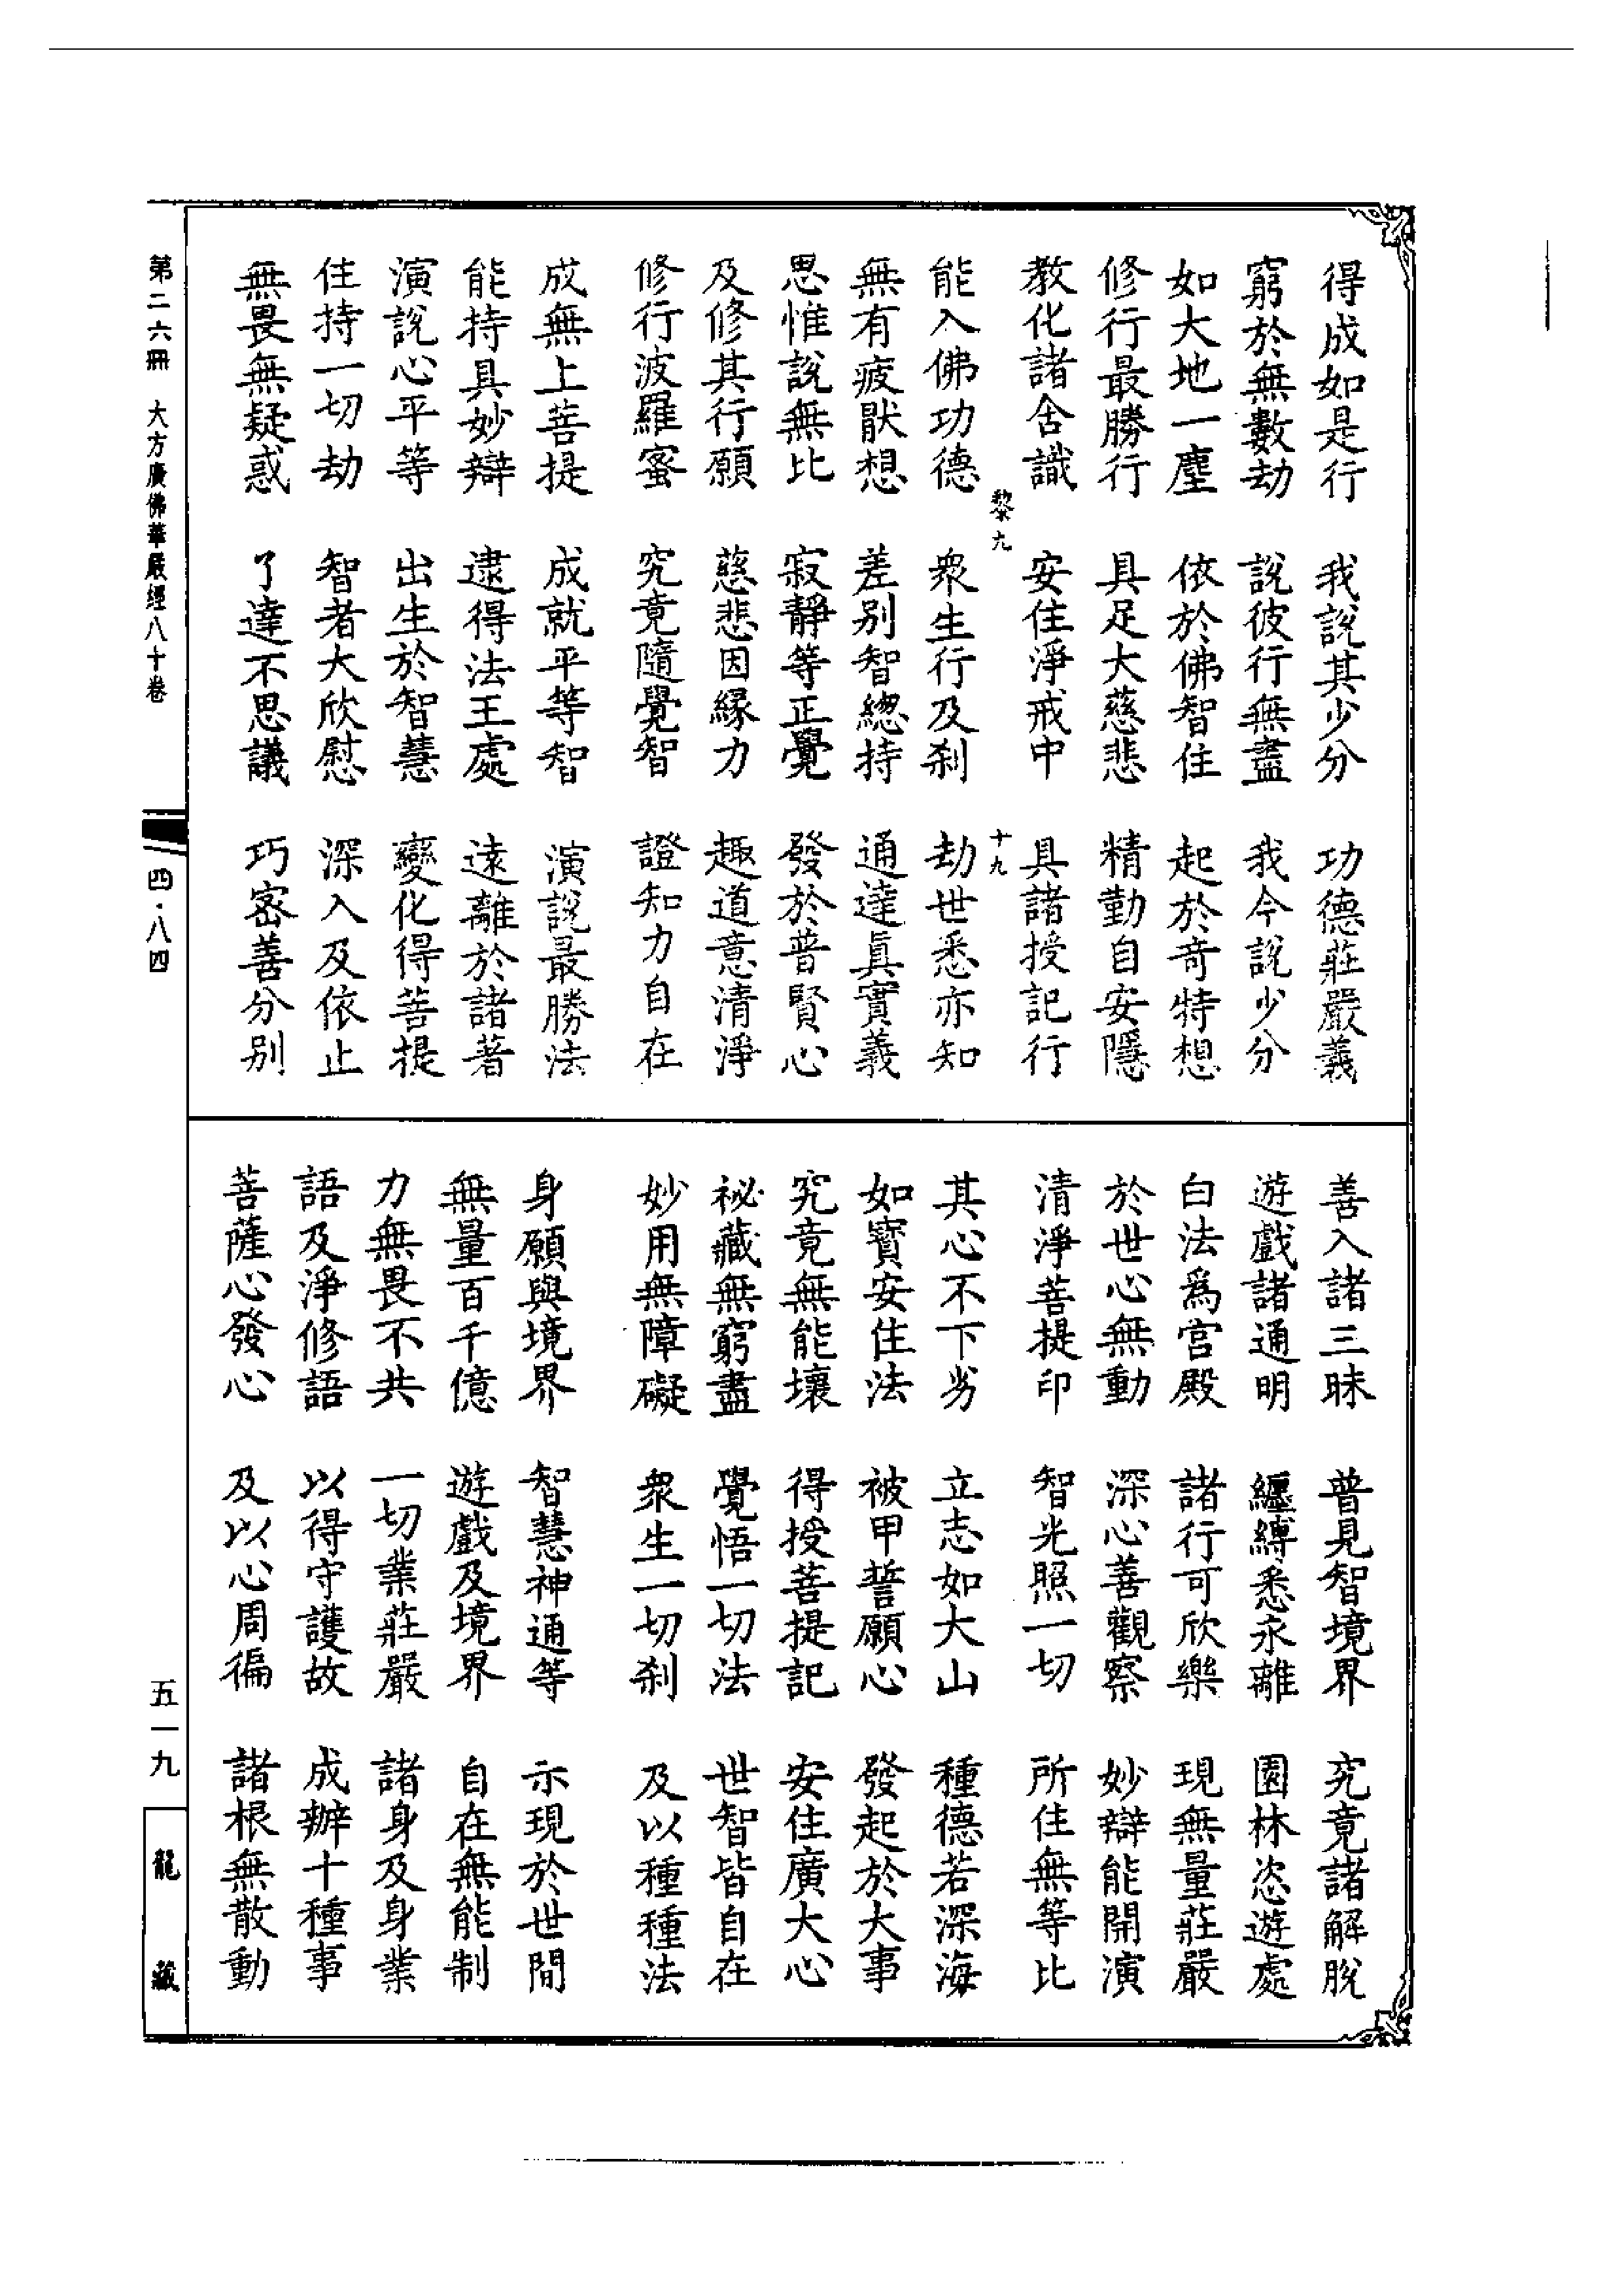 得成如是行　我說其少分　功德莊嚴義
窮於無數劫　說彼行無盡　我今說少分
如大地一塵　依於佛智住　起於奇特想
修行最勝行　具足大慈悲　精勤自安隱
教化諸含識　安住淨戒中　具諸授記行
黎九　十九
能入佛功德　衆生行及刹　劫世悉亦知
無有疲厭想　差别智總持　通達眞實義
思惟說無比　寂靜等正覺　發於普賢心
及修其行願　慈悲因緣力　趣道意清淨
修行波羅蜜　究竟隨覺智　證知力自在
成無上菩提　成就平等智　演說最勝法
能持具妙辯　逮得法王處　遠離於諸著
演說心平等　出生於智慧　變化得菩提
住持一切劫　智者大欣慰　深入及依止
無畏無疑惑　了達不思議　巧密善分别
善入諸三昧　普見智境界　究竟諸解脫
遊戲諸通明　纏縛悉永離　園林恣遊處
白法爲宫殿　諸行可欣樂　現無量莊嚴
於世心無動　深心善觀察　妙辯能開演
清淨菩提印　智光照一切　所住無等比
其心不下劣　立志如大山　種德若深海
如寶安住法　被甲誓願心　發起於大事
究竟無能壞　得授菩提記　安住廣大心
祕藏無窮盡　覺悟一切法　世智皆自在
妙用無障礙　衆生一切刹　及以種種法
身願與境界　智慧神通等　示現於世間
無量百千億　遊戲及境界　自在無能制
力無畏不共　一切業莊嚴　諸身及身業
語及淨修語　以得守護故　成辦十種事
菩薩心發心　及以心周徧　諸根無散動
第二六冊　大方廣佛華嚴經八十卷　四·八四
五一九　龍藏